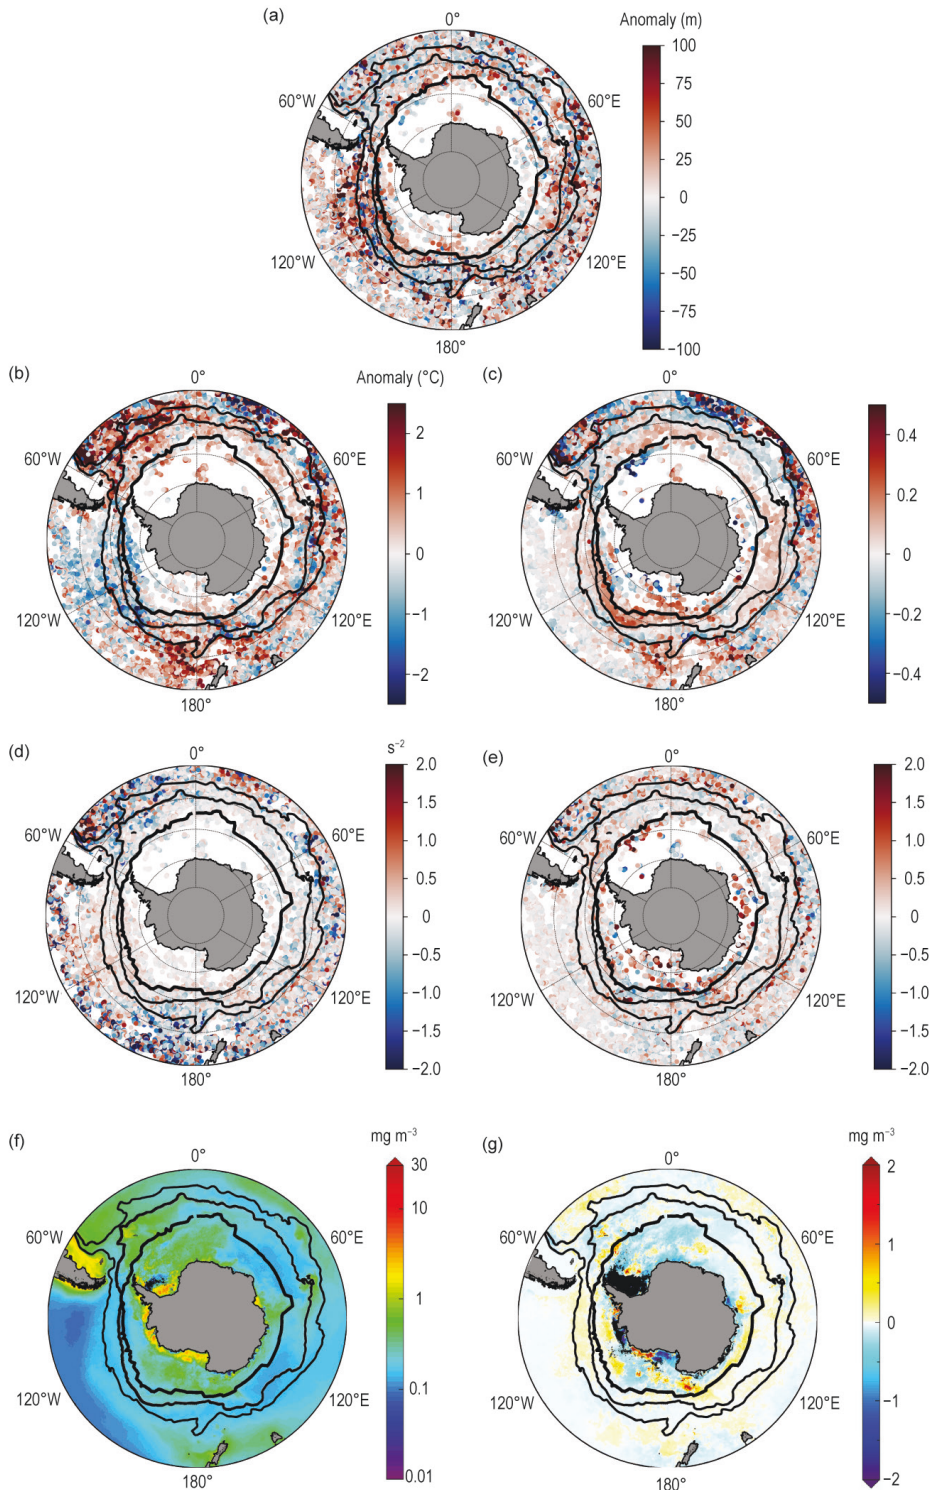 (a)
0°
Anomaly (m)
60°W
60°E
120°W
120°E
180°
100
75
50
25
0
−25
−50
−75
−100
(b)
0°
Anomaly (°C)
60°W
60°E
120°W
120°E
180°
2
1
0
−1
−2
(c)
0°
60°W
60°E
120°W
120°E
180°
0.4
0.2
0
−0.2
−0.4
(d)
0°
s⁻²
60°W
60°E
120°W
120°E
180°
2.0
1.5
1.0
0.5
0
−0.5
−1.0
−1.5
−2.0
(e)
0°
60°W
60°E
120°W
120°E
180°
2.0
1.5
1.0
0.5
0
−0.5
−1.0
−1.5
−2.0
(f)
0°
mg m⁻³
60°W
60°E
120°W
120°E
180°
30
10
1
0.1
0.01
(g)
0°
mg m⁻³
60°W
60°E
120°W
120°E
180°
2
1
0
−1
−2